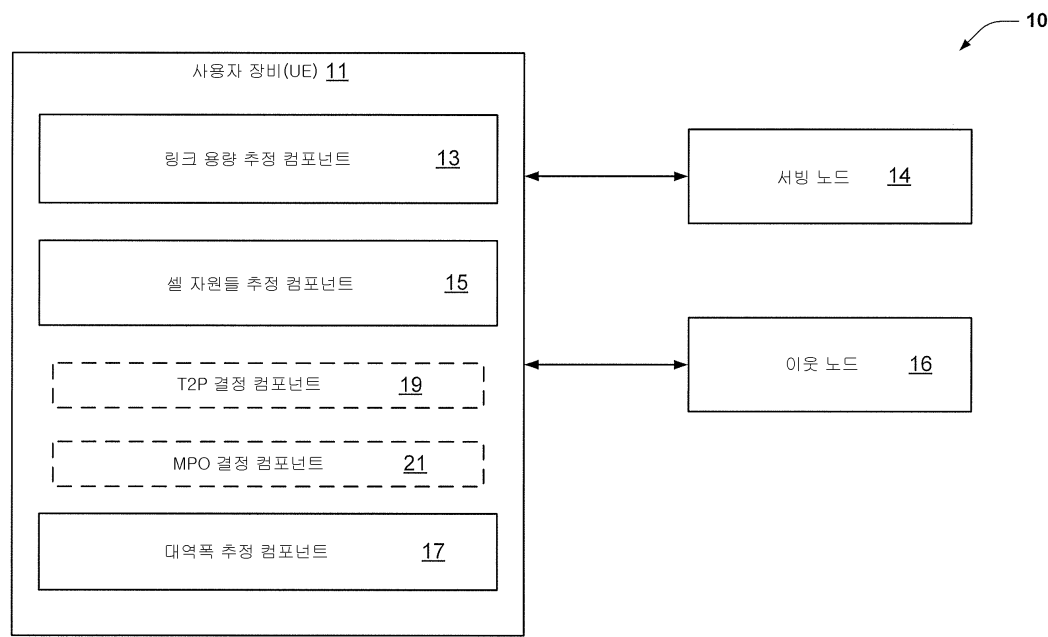 10
사용자 장비(UE) 11
링크 용량 추정 컴포넌트 13
셀 자원들 추정 컴포넌트 15
T2P 결정 컴포넌트 19
MPO 결정 컴포넌트 21
대역폭 추정 컴포넌트 17
서빙 노드 14
이웃 노드 16